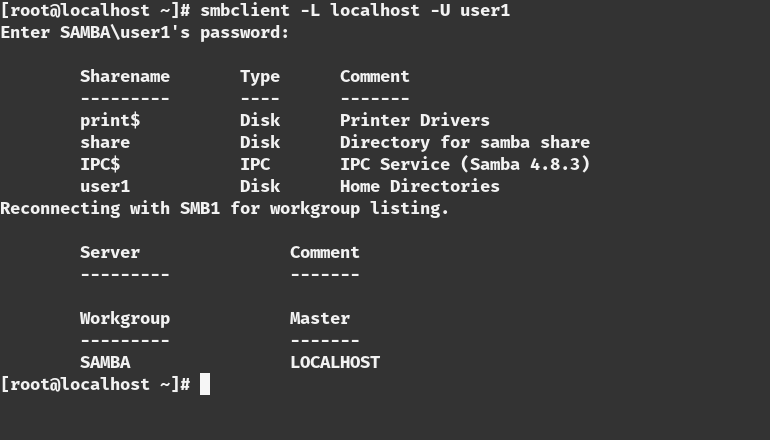 [root@localhost ~]# smbclient -L localhost -U user1
Enter SAMBA\user1's password:

        Sharename       Type      Comment
        ---------       ----      -------
        print$          Disk      Printer Drivers
        share           Disk      Directory for samba share
        IPC$            IPC       IPC Service (Samba 4.8.3)
        user1           Disk      Home Directories
Reconnecting with SMB1 for workgroup listing.

        Server               Comment
        ---------            -------

        Workgroup            Master
        ---------            -------
        SAMBA                LOCALHOST
[root@localhost ~]#